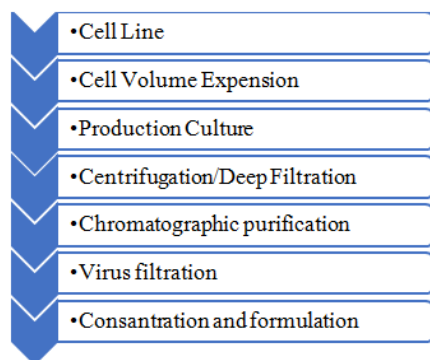 •Cell Line
•Cell Volume Expension
•Production Culture
•Centrifugation/Deep Filtration
•Chromatographic purification
•Virus filtration
•Consantration and formulation